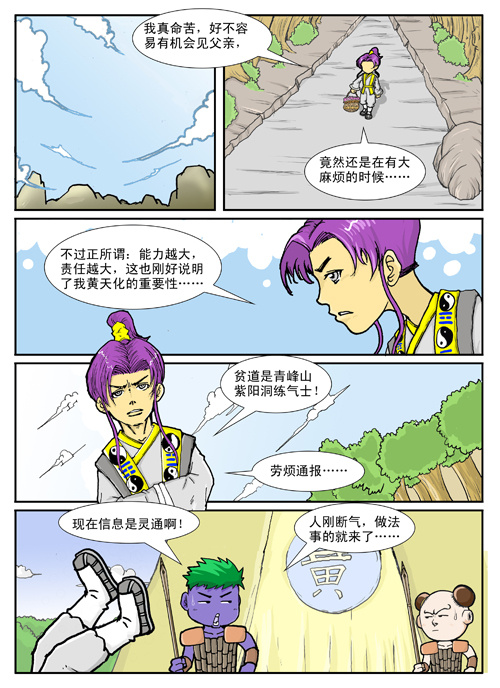 我真命苦，好不容
易有机会见父亲，
竟然还是在有大
麻烦的时候……
不过正所谓：能力越大，
责任越大，这也刚好说明
了我黄天化的重要性……
贫道是青峰山
紫阳洞练气士！
劳烦通报……
现在信息是灵通啊！
人刚断气，做法
事的就来了……
黄